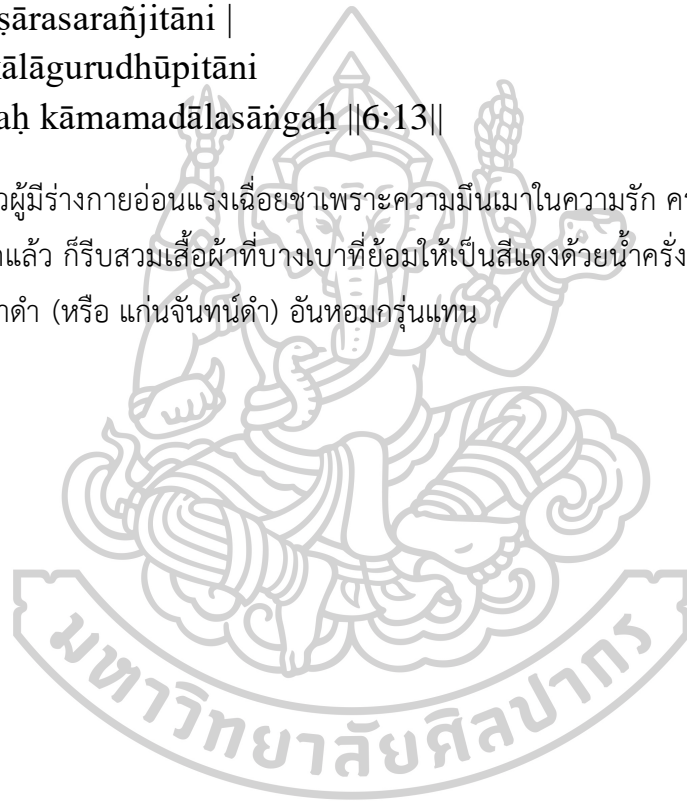 ṣārasarañjitāni |
kālāgurudhūpitāni
aḥ kāmamadālasāṅgaḥ ||6:13||
วผู้มีร่างกายอ่อนแรงเฉื่อยชาเพราะความมึนเมาในความรัก คร
แล้ว ก็รีบสวมเสื้อผ้าที่บางเบาที่ย้อมให้เป็นสีแดงด้วยน้ำครั่ง
าดำ (หรือ แก่นจันทน์ดำ) อันหอมกรุ่นแทน
มหาวิทยาลัยศิลปากร